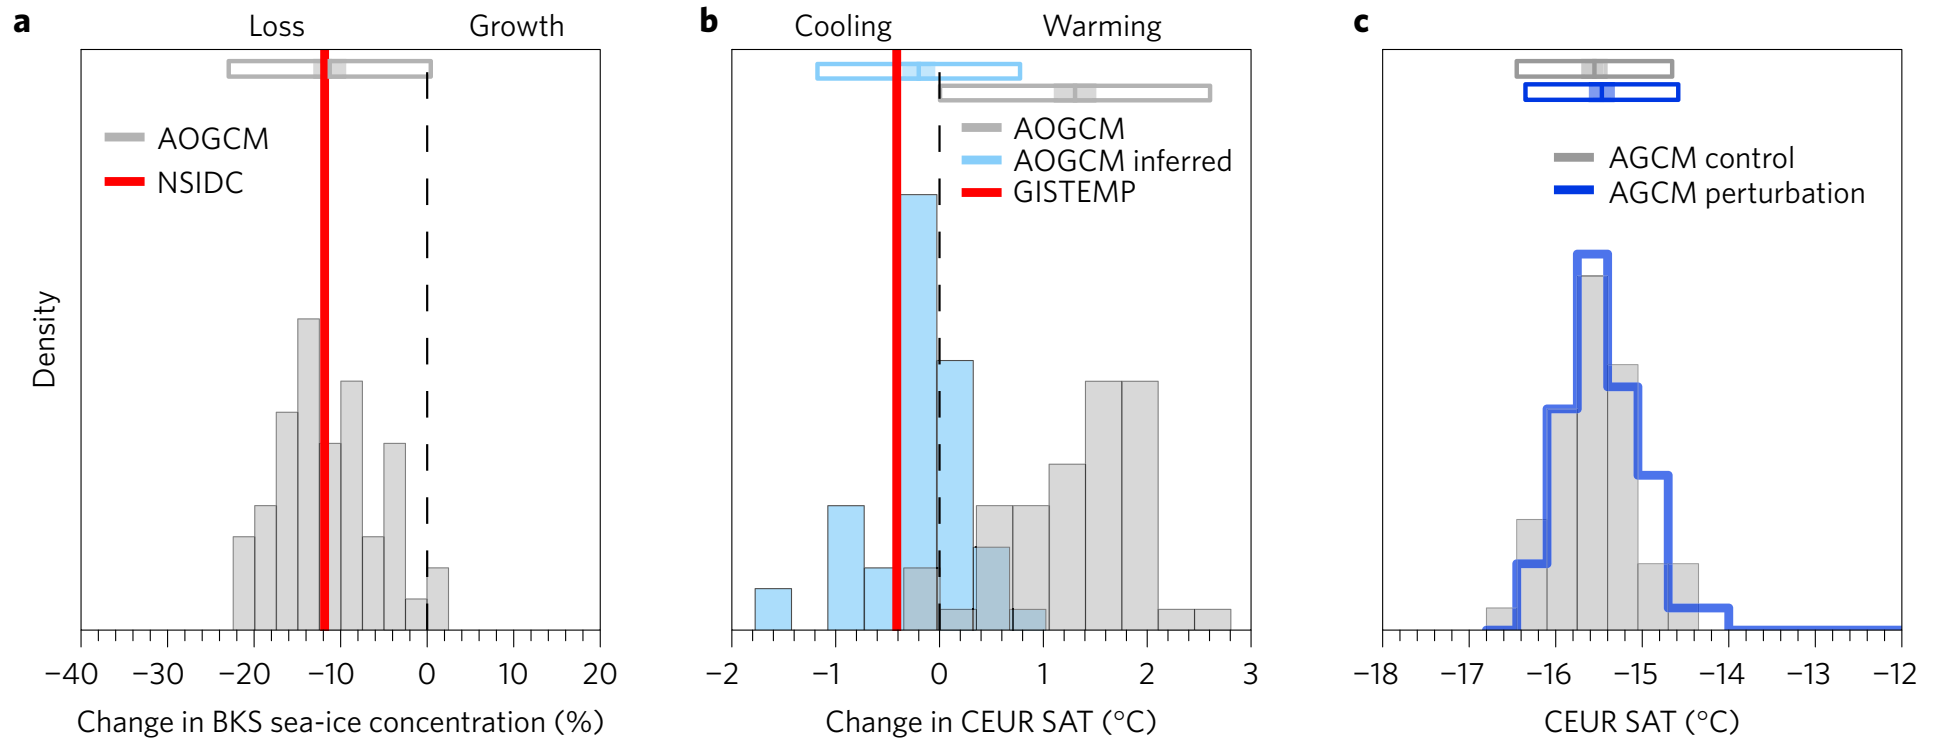 a
Loss
Growth
AOGCM
NSIDC
Density
−40
−30
−20
−10
0
10
20
Change in BKS sea-ice concentration (%)
b
Cooling
Warming
AOGCM
AOGCM inferred
GISTEMP
−2
−1
0
1
2
3
Change in CEUR SAT (°C)
c
AGCM control
AGCM perturbation
−18
−17
−16
−15
−14
−13
−12
CEUR SAT (°C)